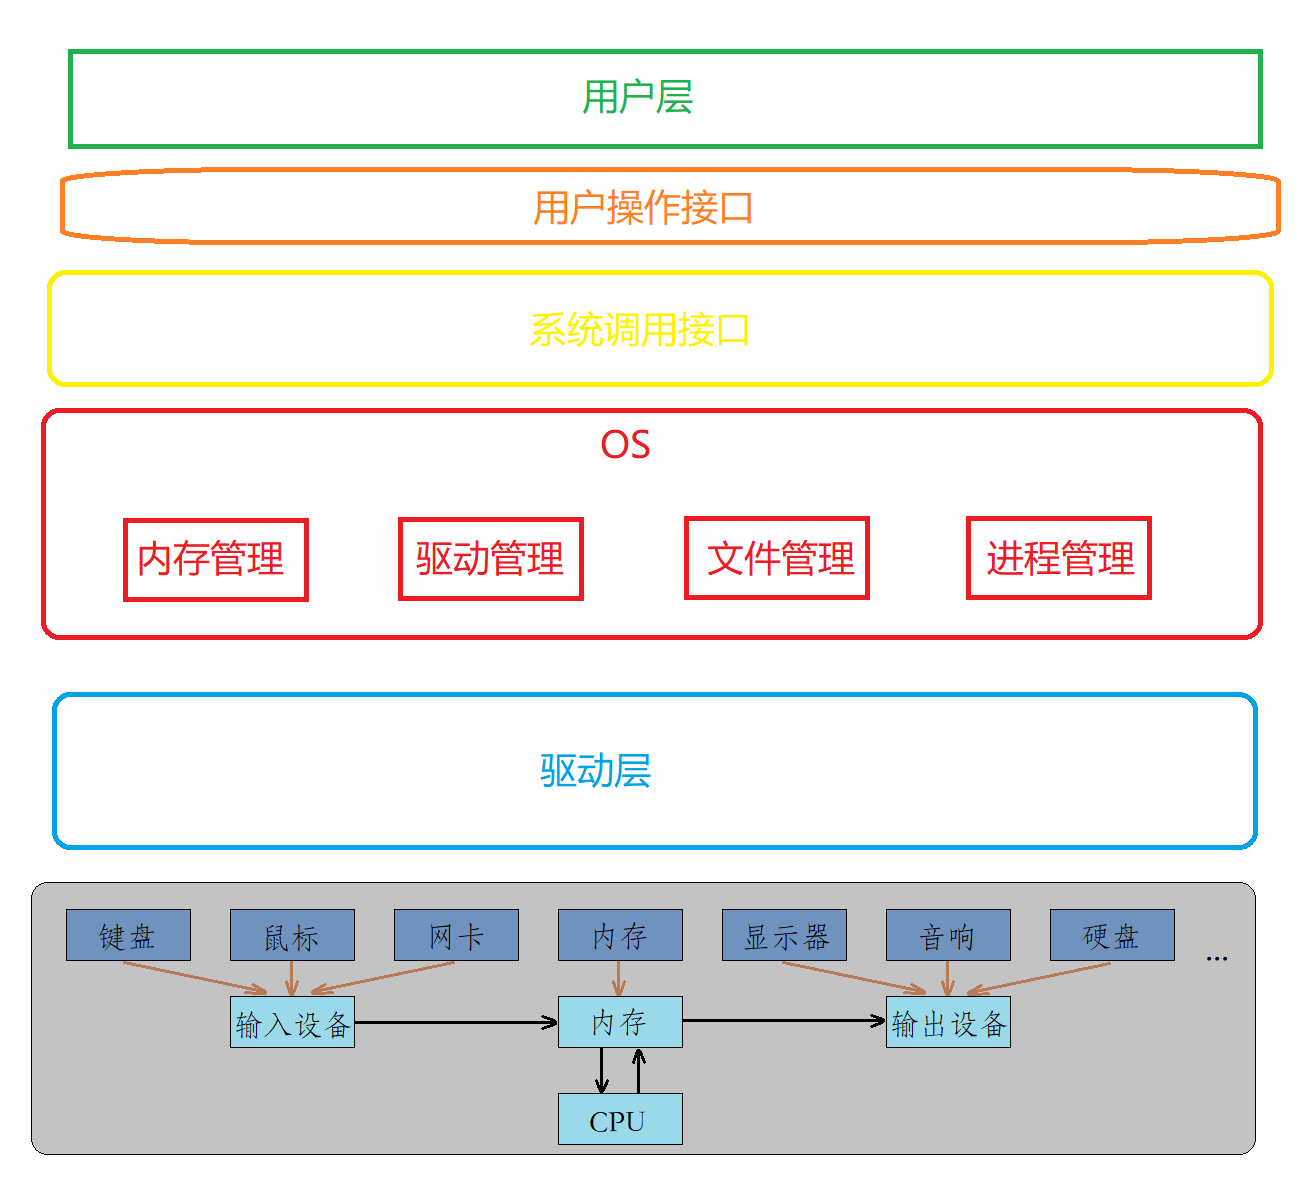 用户层
用户操作接口
系统调用接口
OS
内存管理 驱动管理 文件管理 进程管理
驱动层
键盘 鼠标 网卡 内存 显示器 音响 硬盘 ...
输入设备 内存 输出设备
CPU